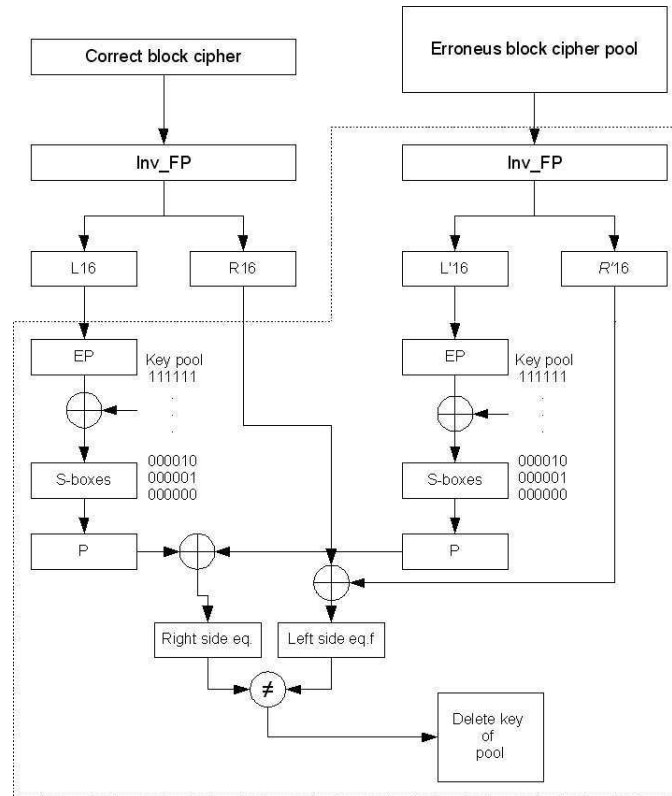 Correct block cipher
Erroneus block cipher pool
Inv_FP
Inv_FP
L16
R16
L'16
R'16
EP
Key pool
111111
.
.
.
EP
Key pool
111111
.
.
.
S-boxes
000010
000001
000000
S-boxes
000010
000001
000000
P
P
Right side eq.
Left side eq.f
≠
Delete key
of
pool